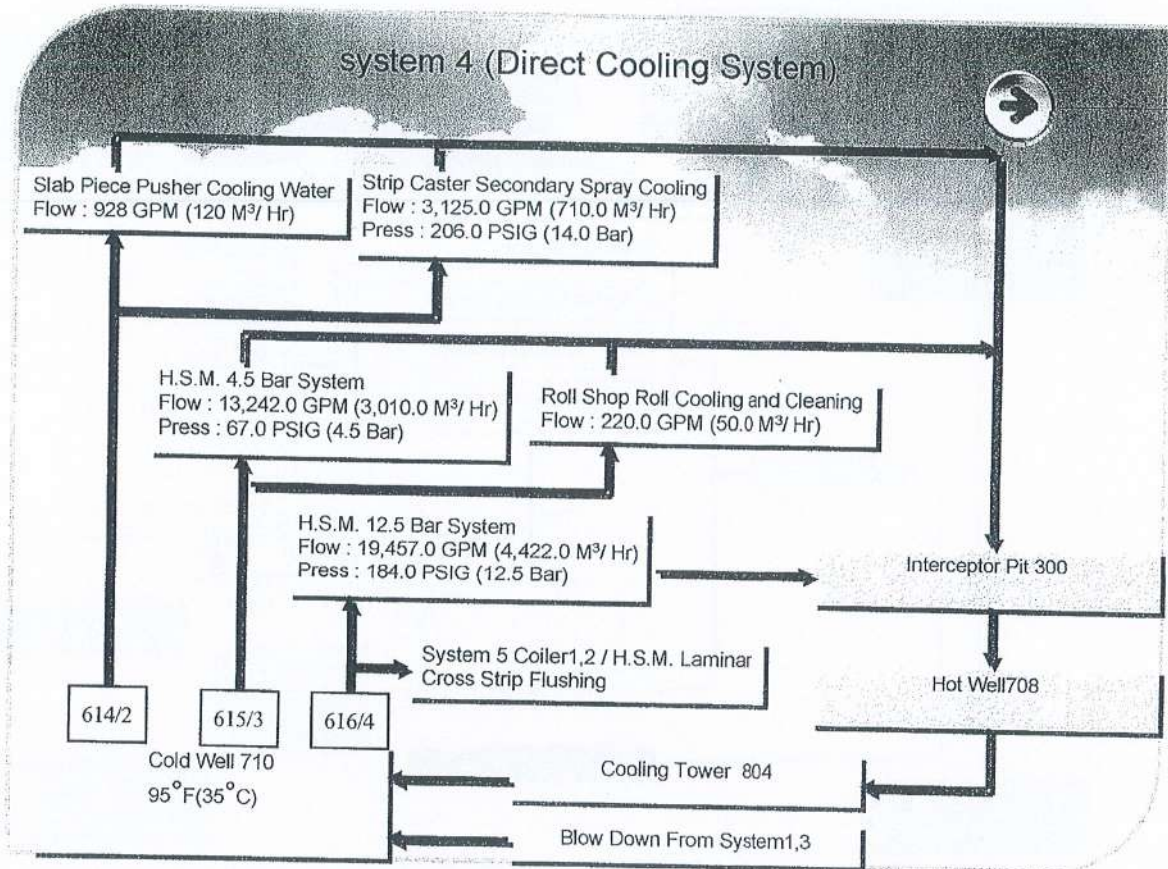 system 4 (Direct Cooling System)
Slab Piece Pusher Cooling Water
Flow : 928 GPM (120 M³/ Hr)
Strip Caster Secondary Spray Cooling
Flow : 3,125.0 GPM (710.0 M³/ Hr)
Press : 206.0 PSIG (14.0 Bar)
H.S.M. 4.5 Bar System
Flow : 13,242.0 GPM (3,010.0 M³/ Hr)
Press : 67.0 PSIG (4.5 Bar)
Roll Shop Roll Cooling and Cleaning
Flow : 220.0 GPM (50.0 M³/ Hr)
H.S.M. 12.5 Bar System
Flow : 19,457.0 GPM (4,422.0 M³/ Hr)
Press : 184.0 PSIG (12.5 Bar)
Interceptor Pit 300
System 5 Coiler1,2 / H.S.M. Laminar
Cross Strip Flushing
Hot Well708
614/2
615/3
616/4
Cold Well 710
95°F(35°C)
Cooling Tower 804
Blow Down From System1,3